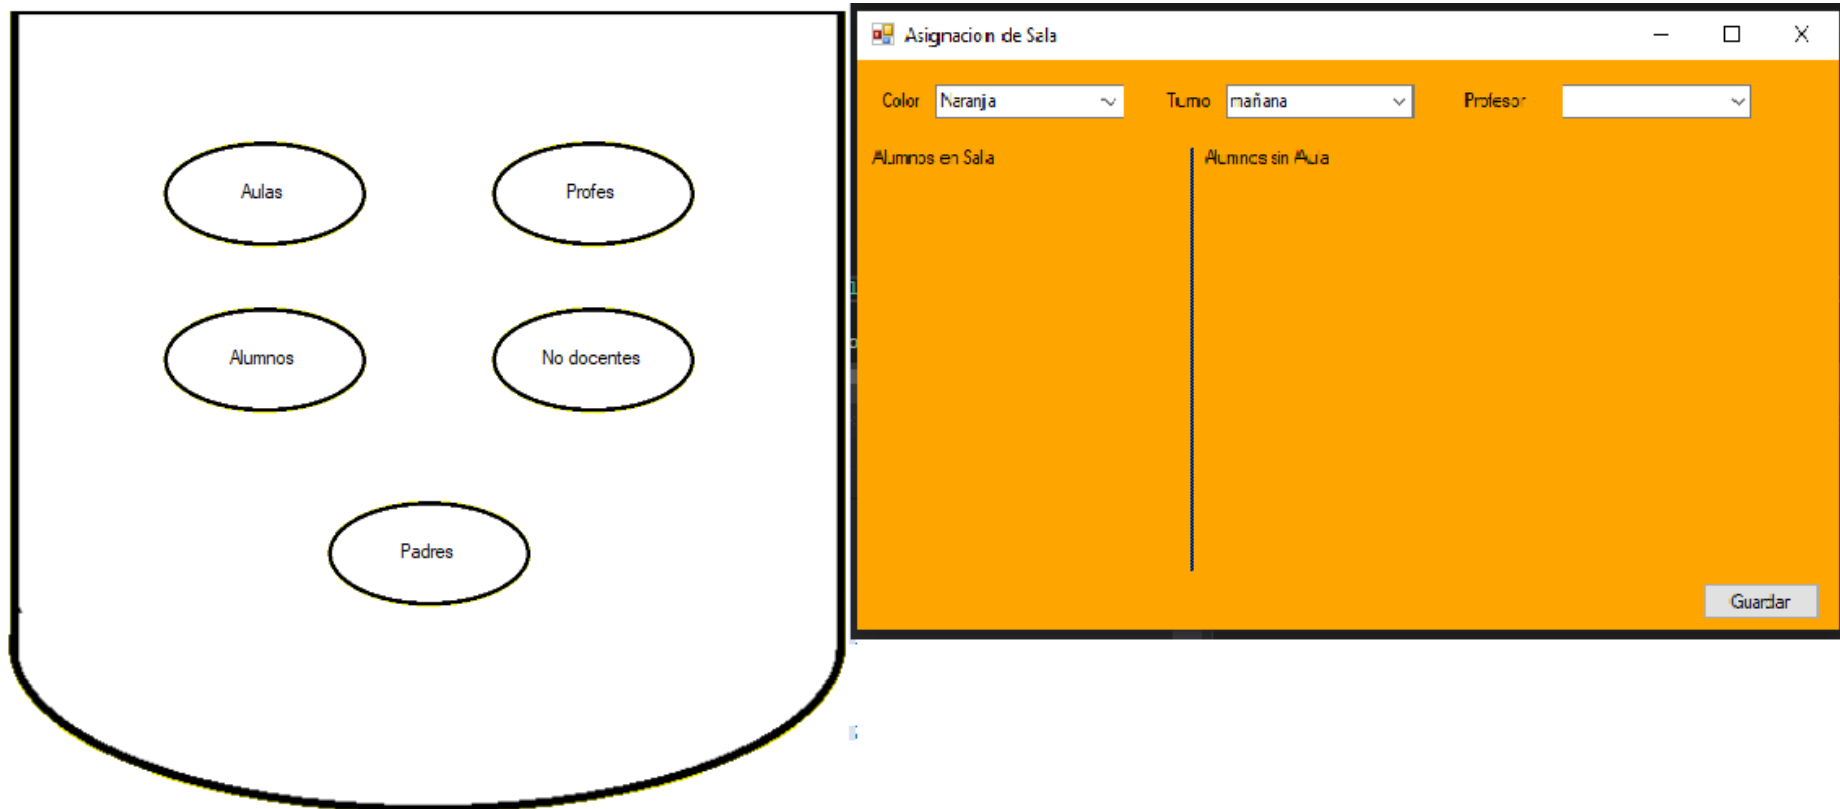 Aulas
Profes
Alumnos
No docentes
Padres
Asignacion de Sala
Color Naranja Turno mañana Profesor
Alumnos en Sala
Alumnos sin Aula
Guardar